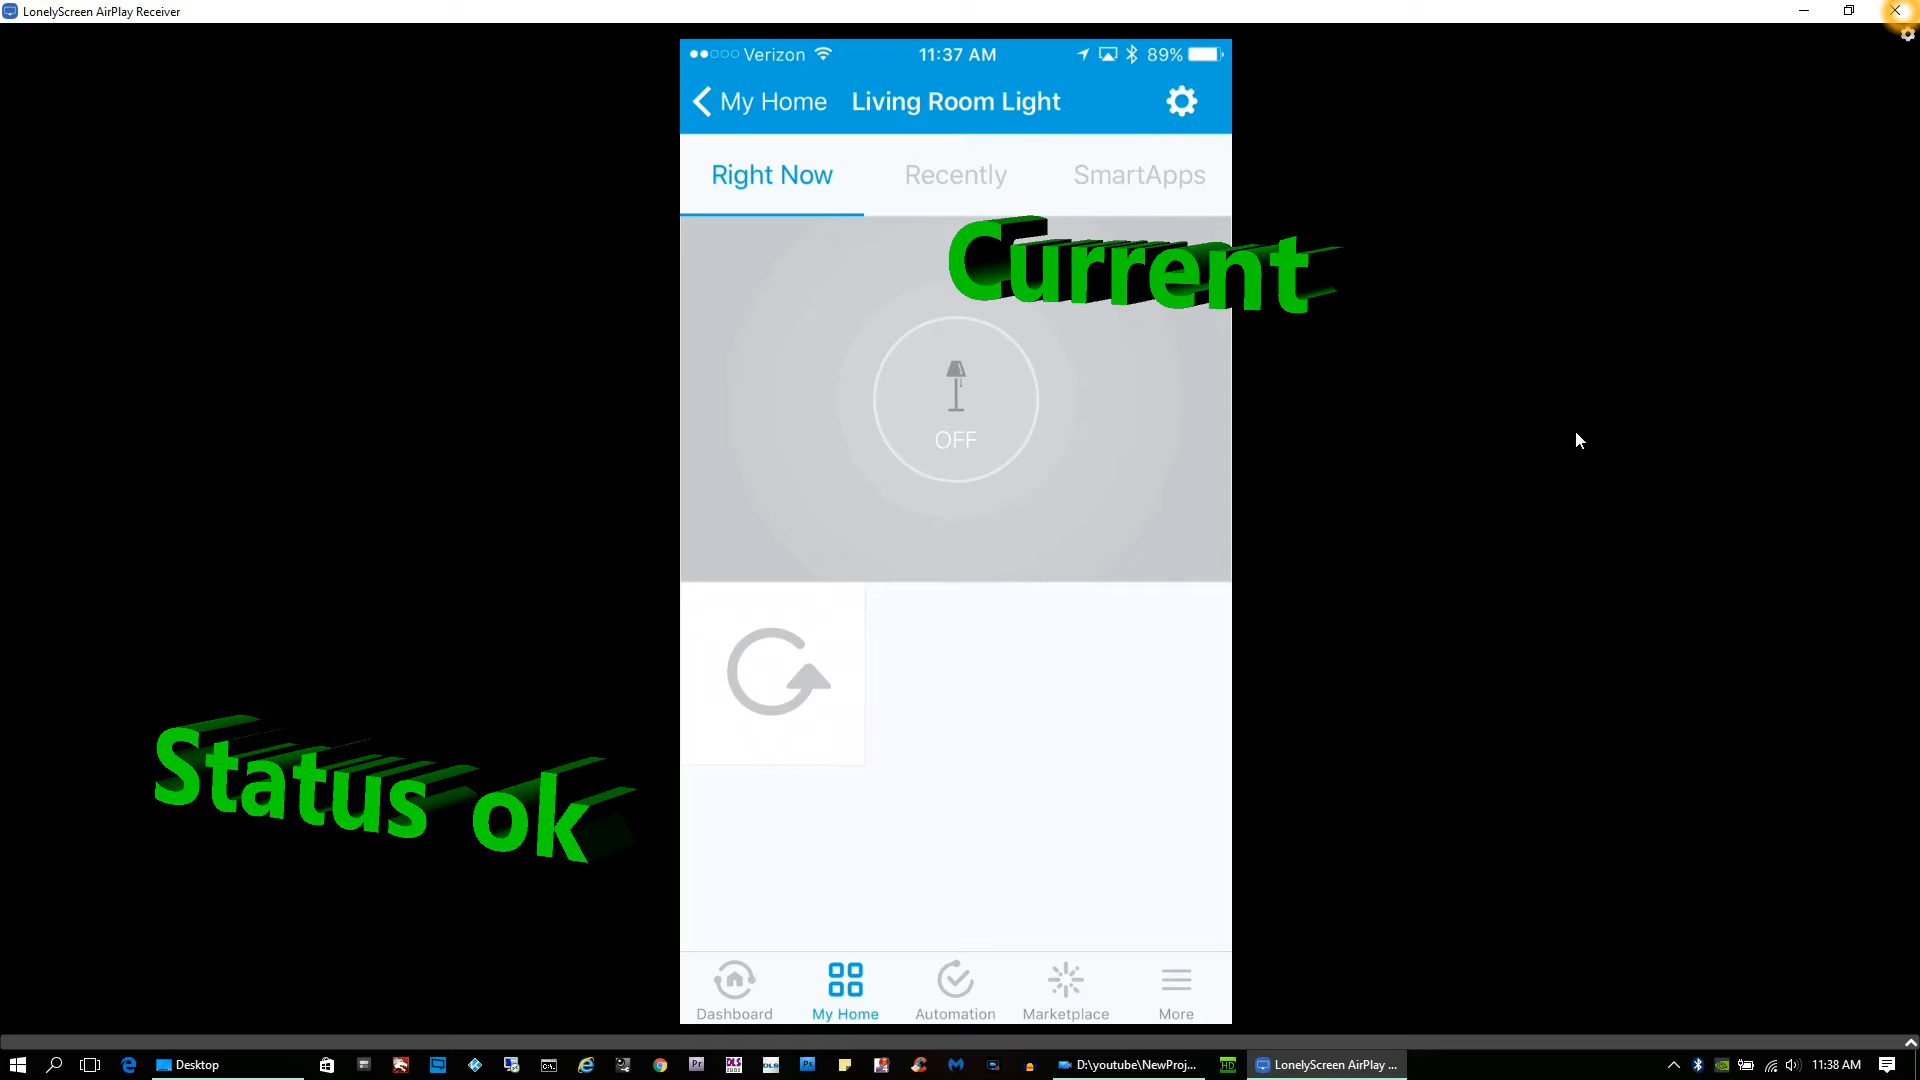 LonelyScreen AirPlay Receiver
Verizon
11:37 AM
89%
My Home
Living Room Light
Right Now
Recently
SmartApps
Current
OFF
Status ok
Dashboard
My Home
Automation
Marketplace
More
Desktop
D:\youtube\NewProj...
LonelyScreen AirPlay ...
11:38 AM